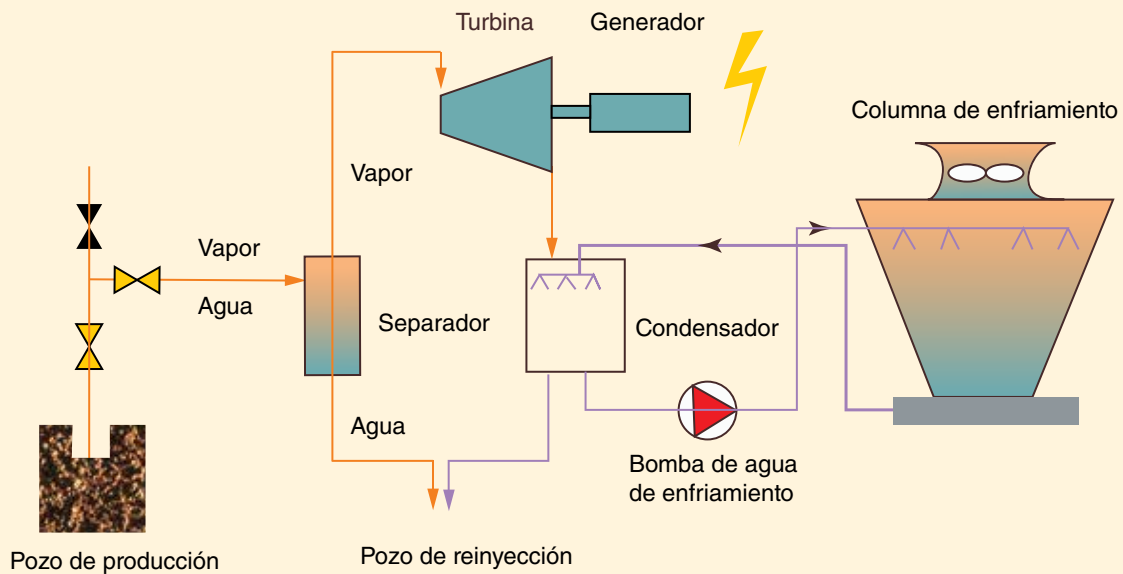 Turbina
Generador
Columna de enfriamiento
Vapor
Vapor
Agua
Separador
Condensador
Agua
Bomba de agua
de enfriamiento
Pozo de producción
Pozo de reinyección